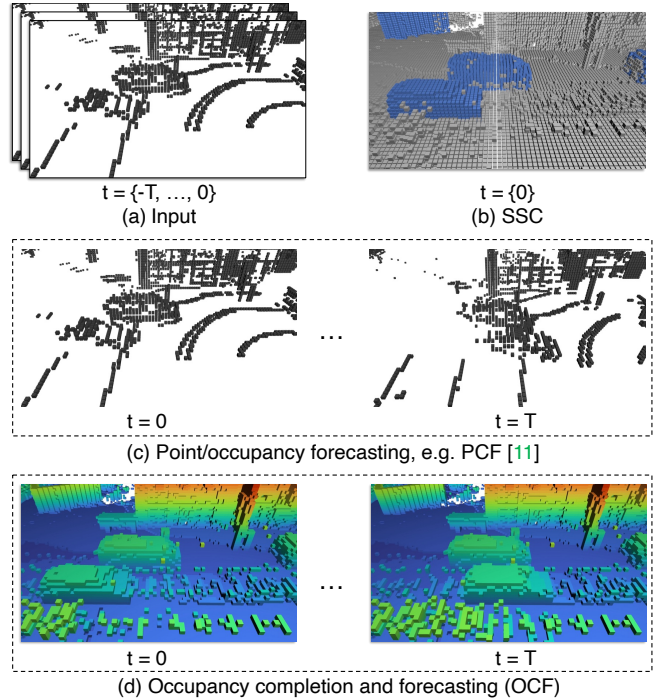 t = {-T, ..., 0}
(a) Input
t = {0}
(b) SSC
...
t = 0
t = T
(c) Point/occupancy forecasting, e.g. PCF [11]
...
t = 0
t = T
(d) Occupancy completion and forecasting (OCF)